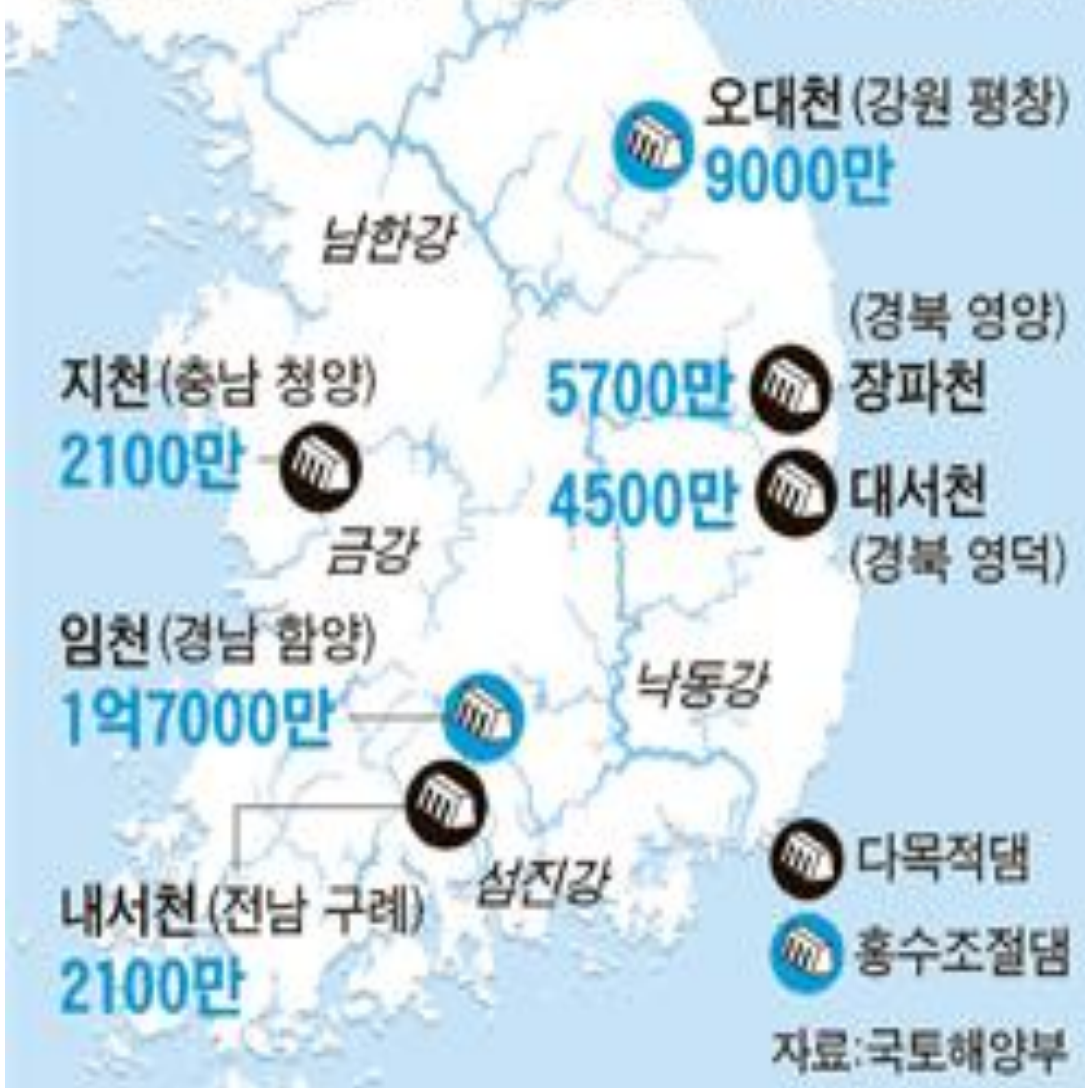 오대천(강원 평창)
9000만
남한강
(경북 영양)
지천(충남 청양)
5700만
장파천
2100만
4500만
대서천
금강
(경북 영덕)
임천(경남 함양)
낙동강
1억7000만
다목적댐
섬진강
내서천(전남 구례)
홍수조절댐
2100만
자료:국토해양부